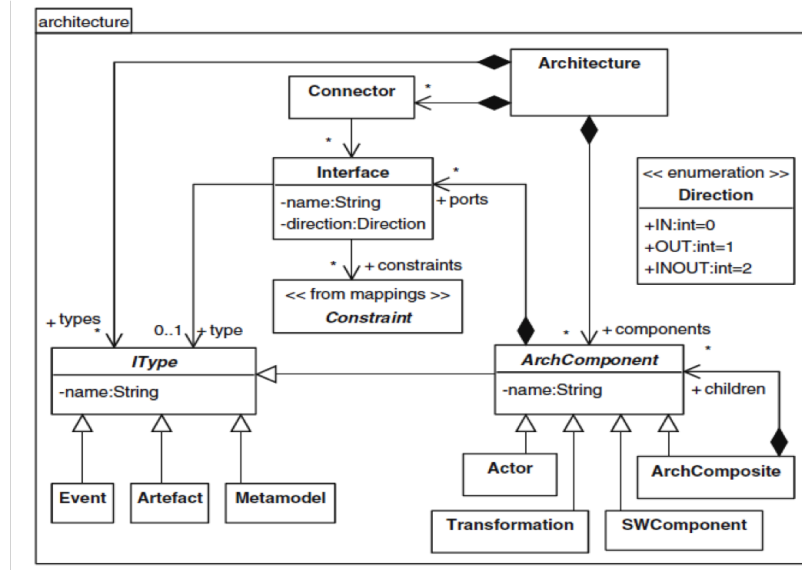 architecture
Architecture
Connector
*
*
Interface
-name:String
-direction:Direction
*
+ ports
<< enumeration >>
Direction
+IN:int=0
+OUT:int=1
+INOUT:int=2
*
+ constraints
<< from mappings >>
Constraint
+ types
*
0..1
+ type
*
+ components
IType
-name:String
ArchComponent
-name:String
*
+ children
Event
Artefact
Metamodel
Actor
ArchComposite
Transformation
SWComponent